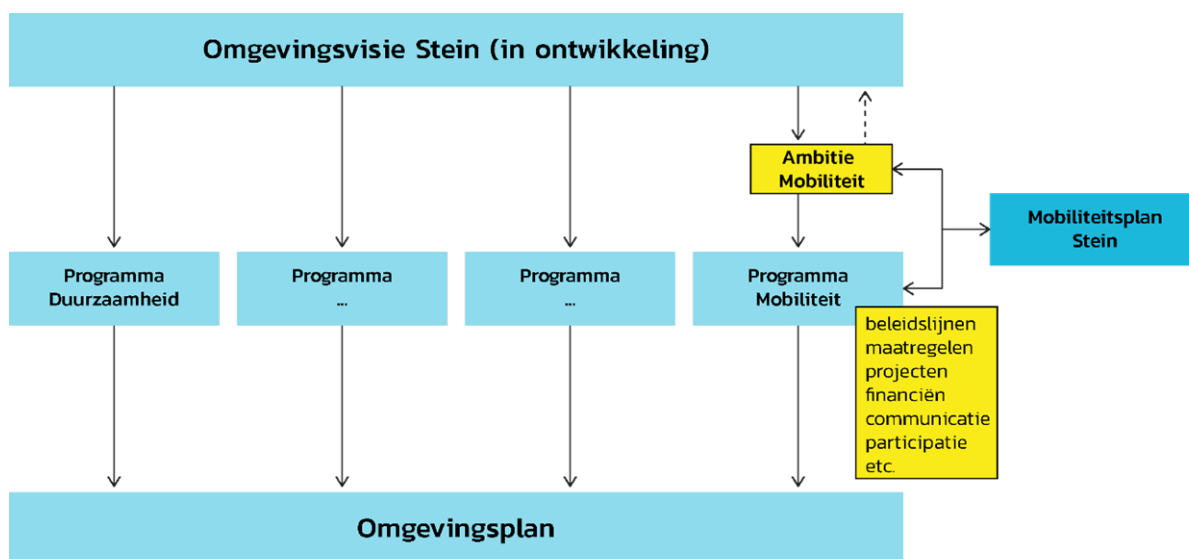 Omgevingsvisie Stein (in ontwikkeling)
Ambitie
Mobiliteit
Mobiliteitsplan
Stein
Programma
Duurzaamheid
Programma
...
Programma
...
Programma
Mobiliteit
beleidslijnen
maatregelen
projecten
financiën
communicatie
participatie
etc.
Omgevingsplan